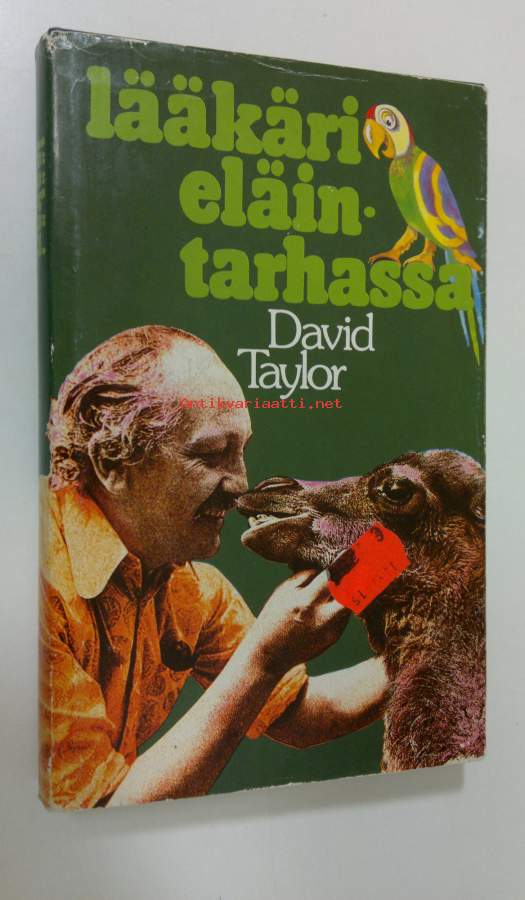 lääkäri
eläin-
tarhassa
David
Taylor
Antikvariaatti.net